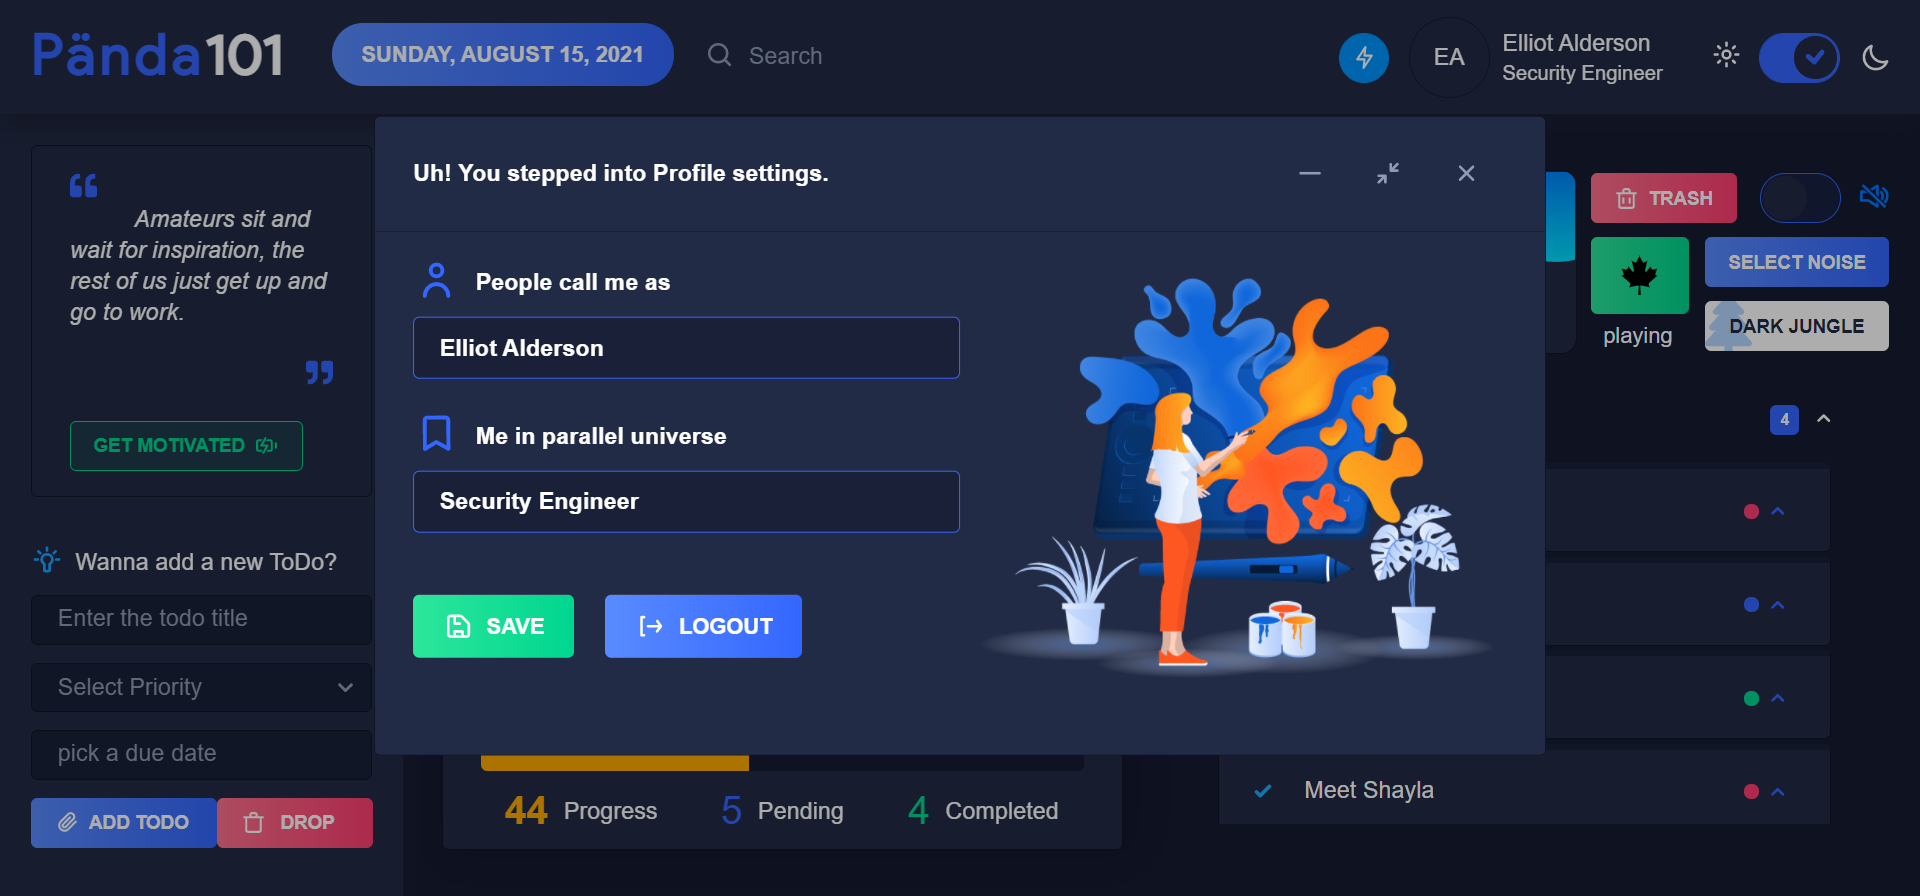 Pända101
SUNDAY, AUGUST 15, 2021
Search
EA
Elliot Alderson
Security Engineer
“
Amateurs sit and
wait for inspiration, the
rest of us just get up and
go to work.
”
GET MOTIVATED
Wanna add a new ToDo?
Enter the todo title
Select Priority
pick a due date
ADD TODO
DROP
Uh! You stepped into Profile settings.
People call me as
Elliot Alderson
Me in parallel universe
Security Engineer
SAVE
LOGOUT
44 Progress
5 Pending
4 Completed
TRASH
SELECT NOISE
playing
DARK JUNGLE
4
Meet Shayla